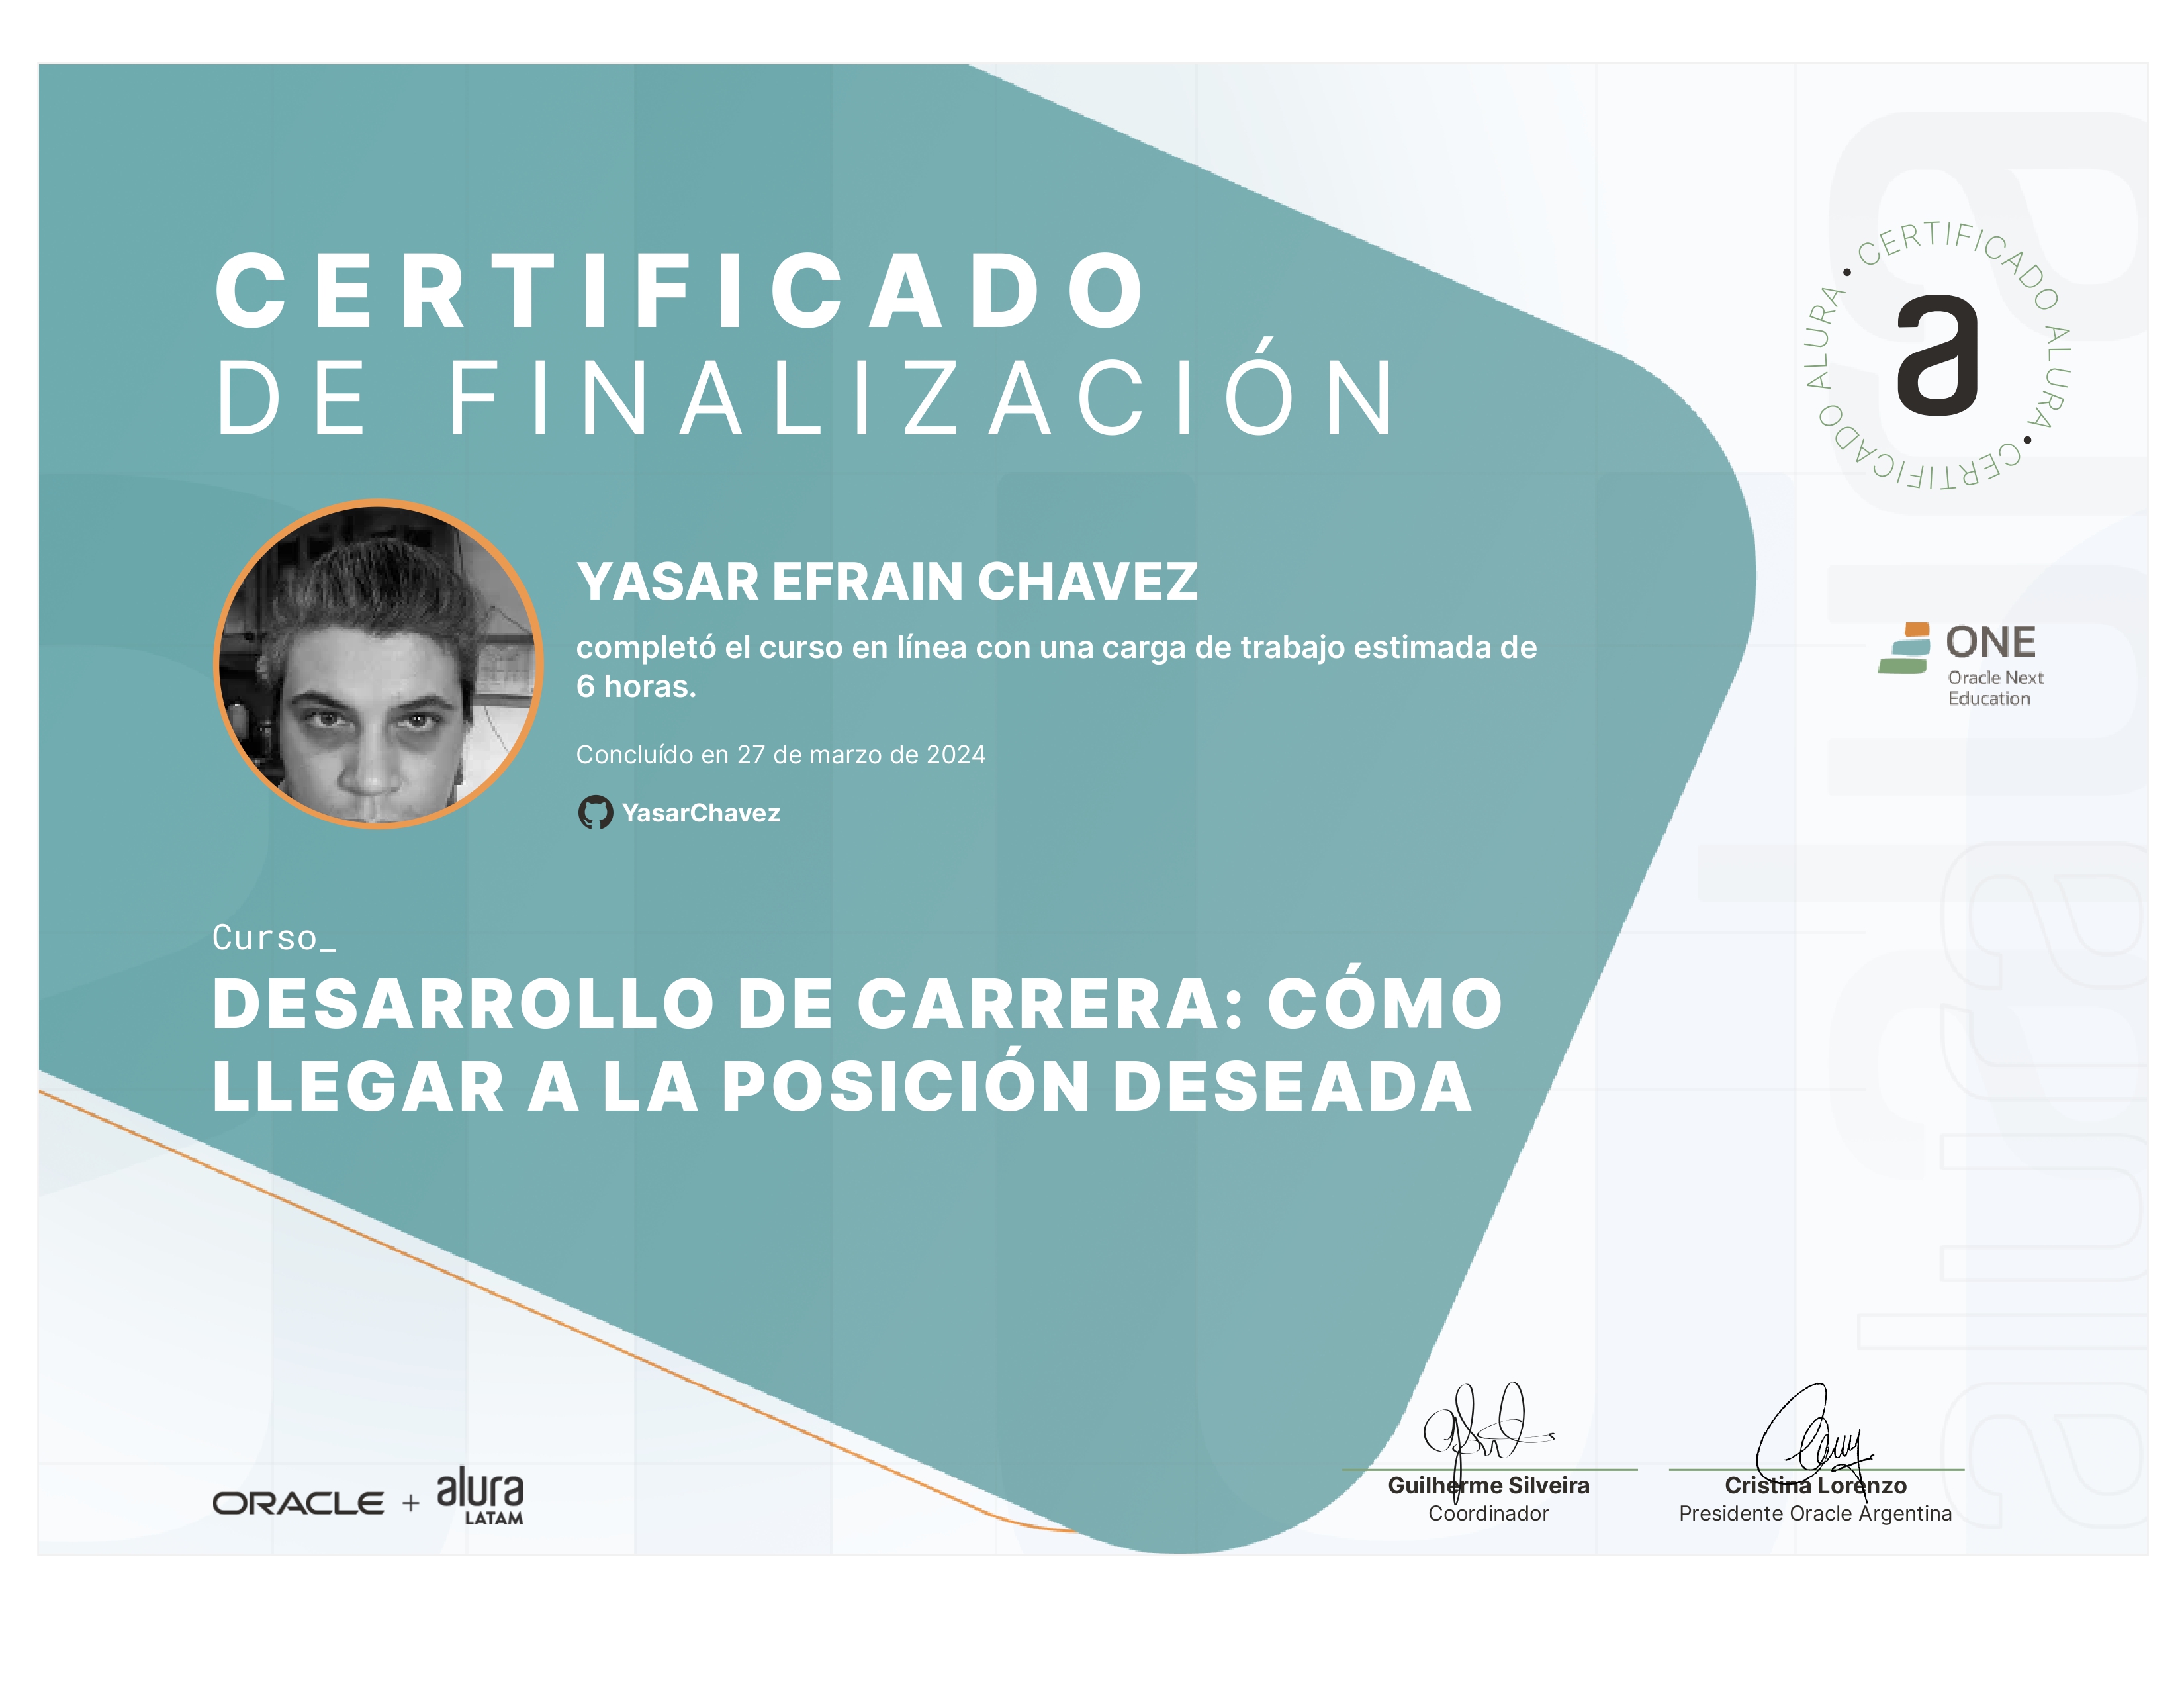 CERTIFICADO
DE FINALIZACIÓN
CERTIFICADO ALURA • CERTIFICADO ALURA •
a
YASAR EFRAIN CHAVEZ
completó el curso en línea con una carga de trabajo estimada de
6 horas.
Concluído en 27 de marzo de 2024
YasarChavez
ONE
Oracle Next
Education
Curso_
DESARROLLO DE CARRERA: CÓMO
LLEGAR A LA POSICIÓN DESEADA
ORACLE + alura
LATAM
Guilherme Silveira
Coordinador
Cristina Lorenzo
Presidente Oracle Argentina
alura